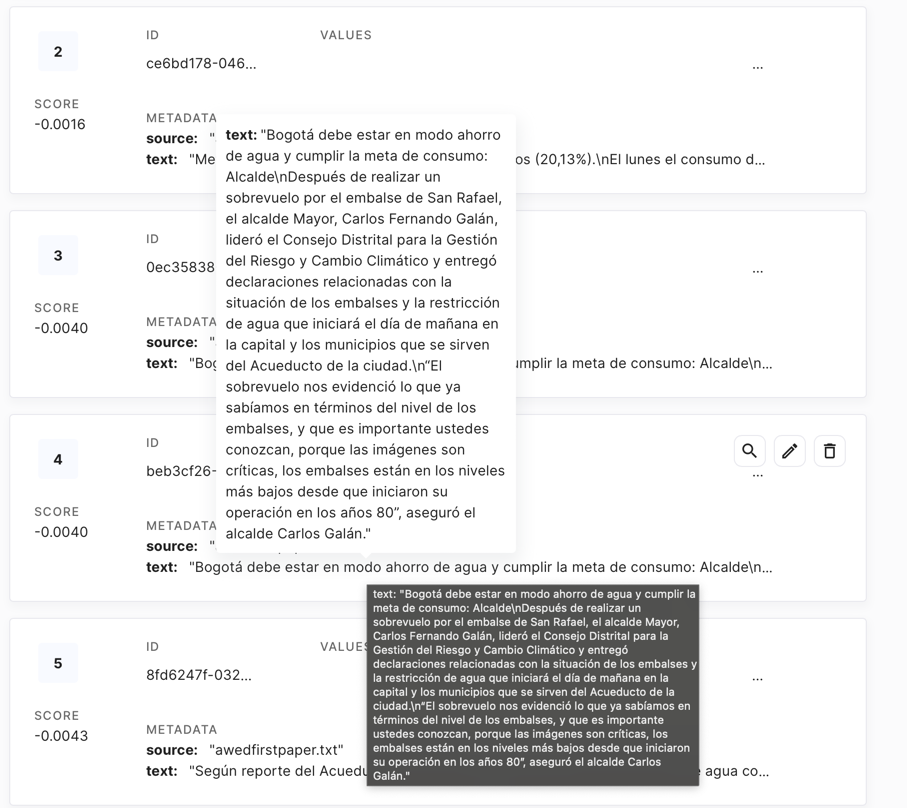 2
ID
VALUES
ce6bd178-046...
...
SCORE
-0.0016
METADATA
source: "
text: "Me
os (20,13%).\nEl lunes el consumo d...
text: "Bogotá debe estar en modo ahorro
de agua y cumplir la meta de consumo:
Alcalde\nDespués de realizar un
sobrevuelo por el embalse de San Rafael,
el alcalde Mayor, Carlos Fernando Galán,
lideró el Consejo Distrital para la Gestión
del Riesgo y Cambio Climático y entregó
declaraciones relacionadas con la
situación de los embalses y la restricción
de agua que iniciará el día de mañana en
la capital y los municipios que se sirven
del Acueducto de la ciudad.\n“El
sobrevuelo nos evidenció lo que ya
sabíamos en términos del nivel de los
embalses, y que es importante ustedes
conozcan, porque las imágenes son
críticas, los embalses están en los niveles
más bajos desde que iniciaron su
operación en los años 80”, aseguró el
alcalde Carlos Galán."
3
ID
0ec35838
...
SCORE
-0.0040
METADATA
source: "
text: "Bog
umplir la meta de consumo: Alcalde\n...
4
ID
beb3cf26-
...
SCORE
-0.0040
METADATA
source: "
text: "Bogotá debe estar en modo ahorro de agua y cumplir la meta de consumo: Alcalde\n...
text: "Bogotá debe estar en modo ahorro de agua y cumplir la
meta de consumo: Alcalde\nDespués de realizar un
sobrevuelo por el embalse de San Rafael, el alcalde Mayor,
Carlos Fernando Galán, lideró el Consejo Distrital para la
Gestión del Riesgo y Cambio Climático y entregó
declaraciones relacionadas con la situación de los embalses y
la restricción de agua que iniciará el día de mañana en la
capital y los municipios que se sirven del Acueducto de la
ciudad.\n“El sobrevuelo nos evidenció lo que ya sabíamos en
términos del nivel de los embalses, y que es importante
ustedes conozcan, porque las imágenes son críticas, los
embalses están en los niveles más bajos desde que iniciaron
su operación en los años 80”, aseguró el alcalde Carlos
Galán."
5
ID
VALUES
8fd6247f-032...
...
SCORE
-0.0043
METADATA
source: "awedfirstpaper.txt"
text: "Según reporte del Acuedu
agua co...